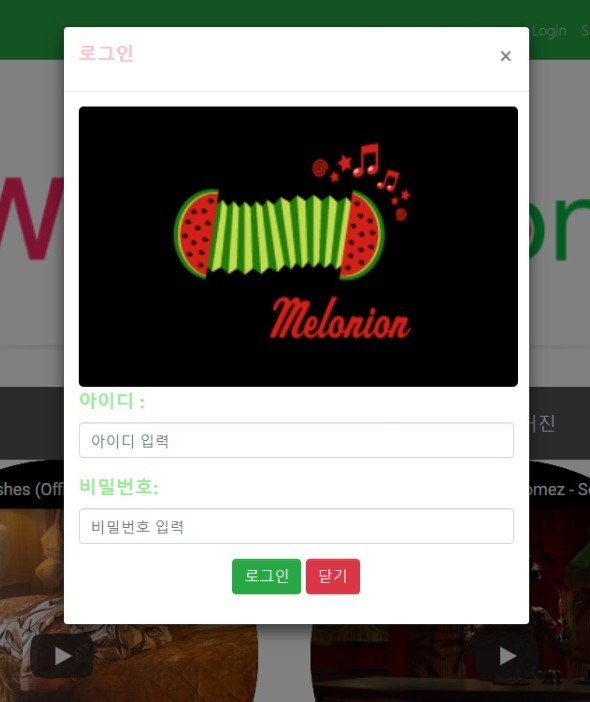 Login
로그인
×
Melonion
아이디 :
아이디 입력
비밀번호:
비밀번호 입력
로그인
닫기